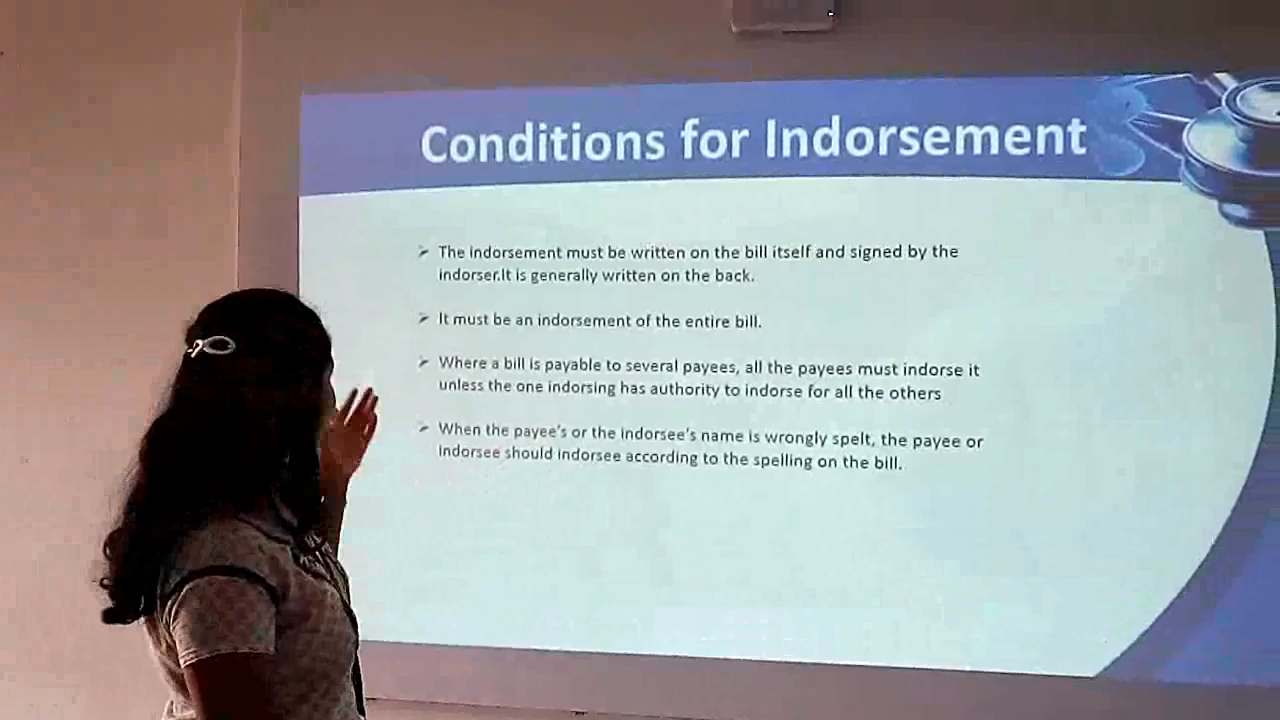 Conditions for Indorsement
➢ The indorsement must be written on the bill itself and signed by the
indorser.It is generally written on the back.
➢ It must be an indorsement of the entire bill.
➢ Where a bill is payable to several payees, all the payees must indorse it
unless the one indorsing has authority to indorse for all the others
➢ When the payee's or the indorsee's name is wrongly spelt, the payee or
indorsee should indorsee according to the spelling on the bill.